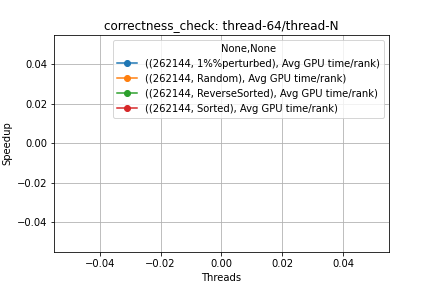 correctness_check: thread-64/thread-N
None,None
((262144, 1%%perturbed), Avg GPU time/rank)
((262144, Random), Avg GPU time/rank)
((262144, ReverseSorted), Avg GPU time/rank)
((262144, Sorted), Avg GPU time/rank)
Speedup
0.04
0.02
0.00
−0.02
−0.04
−0.04
−0.02
0.00
0.02
0.04
Threads